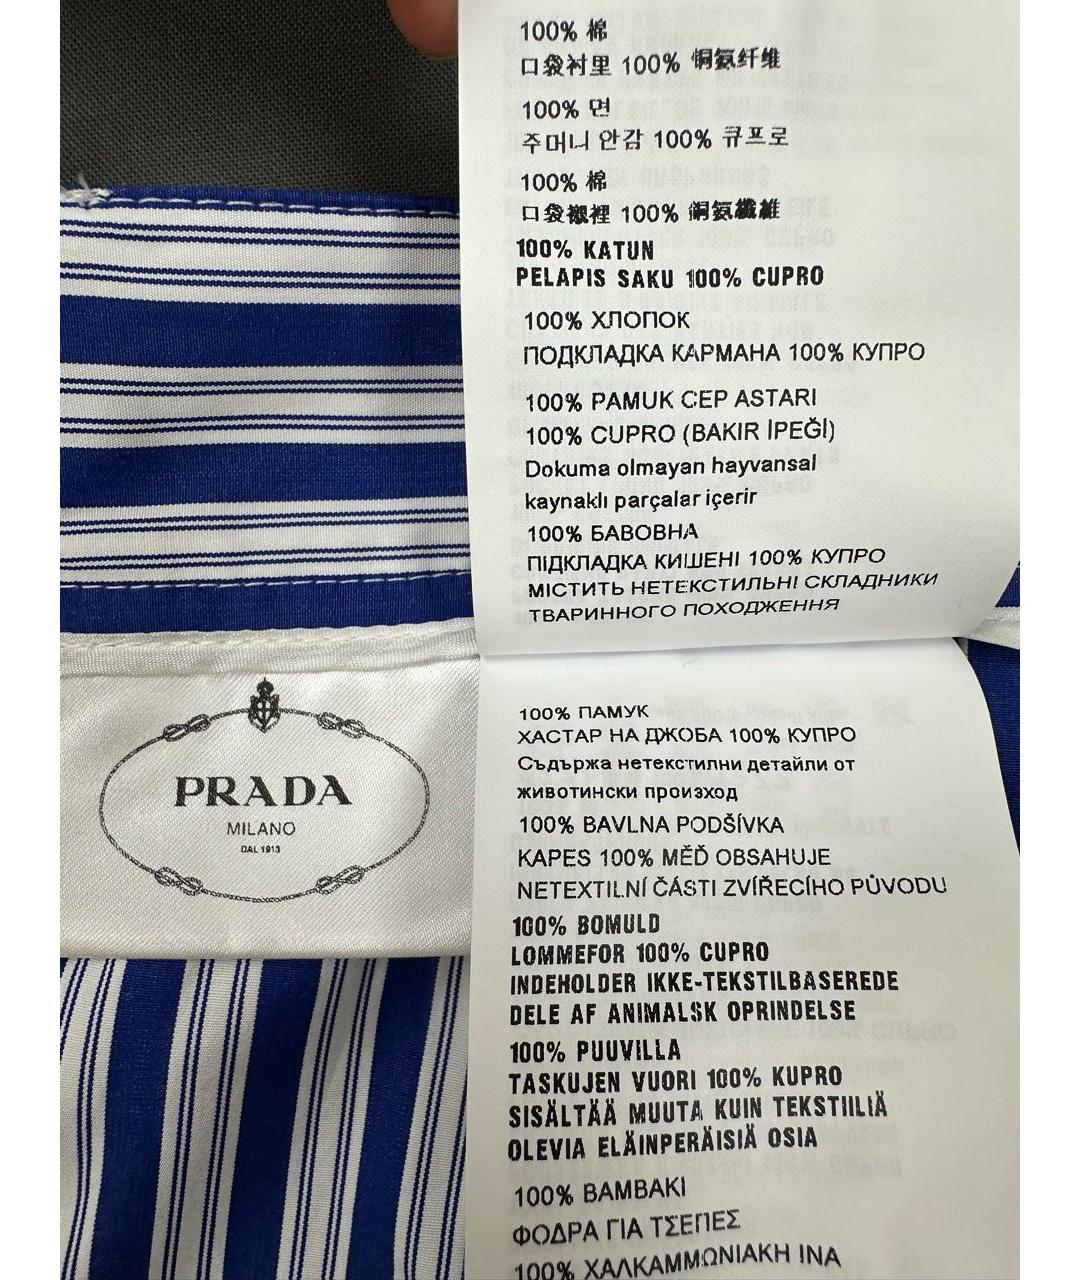 100% 棉
口袋衬里 100% 铜氨纤维
100% 면
주머니 안감 100% 큐프로
100% 棉
口袋襯裡 100% 銅氨纖維
100% KATUN
PELAPIS SAKU 100% CUPRO
100% ХЛОПОК
ПОДКЛАДКА КАРМАНА 100% КУПРО
100% PAMUK CEP ASTARI
100% CUPRO (BAKIR İPEĞİ)
Dokuma olmayan hayvansal
kaynaklı parçalar içerir
100% БАВОВНА
ПІДКЛАДКА КИШЕНІ 100% КУПРО
МІСТИТЬ НЕТЕКСТИЛЬНІ СКЛАДНИКИ
ТВАРИННОГО ПОХОДЖЕННЯ
PRADA
MILANO
DAL 1913
100% ПАМУК
ХАСТАР НА ДЖОБА 100% КУПРО
Съдържа нетекстилни детайли от
животински произход
100% BAVLNA PODŠÍVKA
KAPES 100% MĚĎ OBSAHUJE
NETEXTILNÍ ČÁSTI ZVÍŘECÍHO PŮVODU
100% BOMULD
LOMMEFOR 100% CUPRO
INDEHOLDER IKKE-TEKSTILBASEREDE
DELE AF ANIMALSK OPRINDELSE
100% PUUVILLA
TASKUJEN VUORI 100% KUPRO
SISÄLTÄÄ MUUTA KUIN TEKSTIILIÄ
OLEVIA ELÄINPERÄISIÄ OSIA
100% ΒΑΜΒΑΚΙ
ΦΟΔΡΑ ΓΙΑ ΤΣΕΠΕΣ
100% ΧΑΛΚΑΜΜΩΝΙΑΚΗ ΙΝΑ